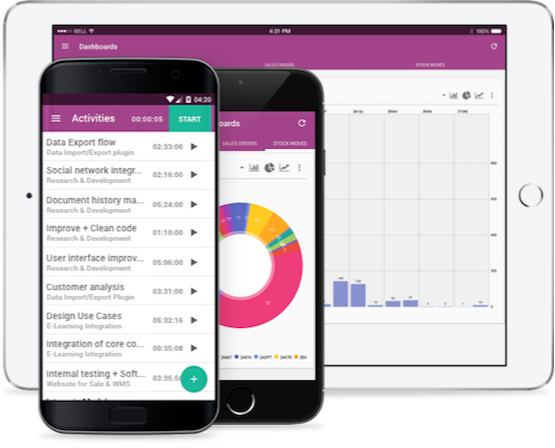 BELL
4:21 PM
100%
Dashboards
SALES ORDERS
STOCK MOVES
04:20
Activities
00:00:05
START
Data Export flow
Data Import/Export plugin
02:33:00
Social network integr...
Research & Development
02:16:00
Document history ma...
Research & Development
05:24:00
Improve + Clean code
Research & Development
01:10:00
User interface improv...
Research & Development
05:06:00
Customer analysis
Data Import/Export Plugin
03:31:00
Design Use Cases
E-Learning Integration
05:32:16
Integration of core co...
E-Learning Integration
00:35:08
Internal testing + Soft...
Websote for Sale & WMS
03:35:5
+
oards
SALES ORDERS
STOCK MOVES